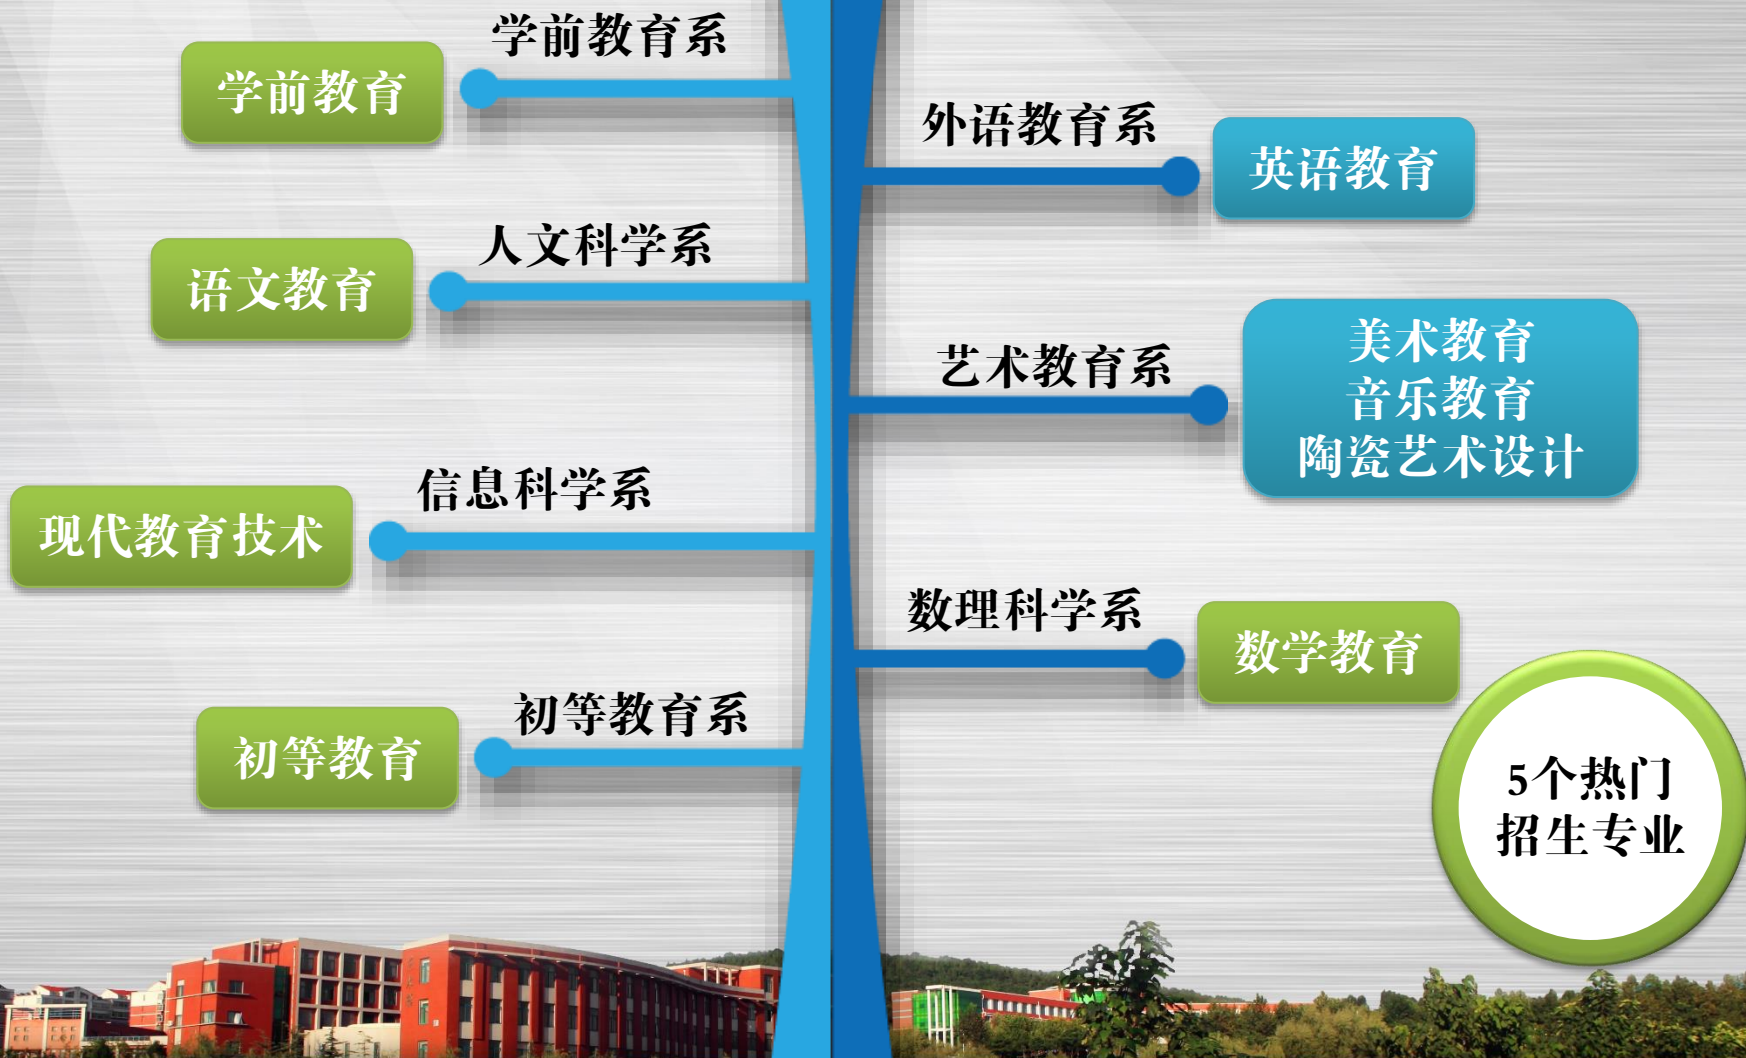 学前教育系
学前教育
外语教育系
英语教育
人文科学系
语文教育
艺术教育系
美术教育
音乐教育
陶瓷艺术设计
信息科学系
现代教育技术
数理科学系
数学教育
初等教育系
初等教育
5个热门
招生专业